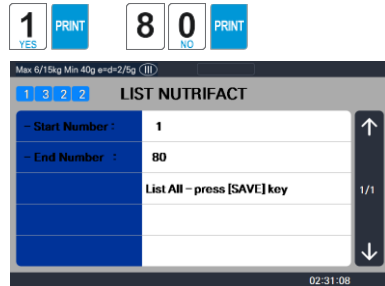 1 YES PRINT 8 0 NO PRINT
Max 6/15kg Min 40g e=d=2/5g (III)
1 3 2 2 LIST NUTRIFACT
- Start Number : 1
- End Number : 80
List All - press [SAVE] key
1/1
02:31:08